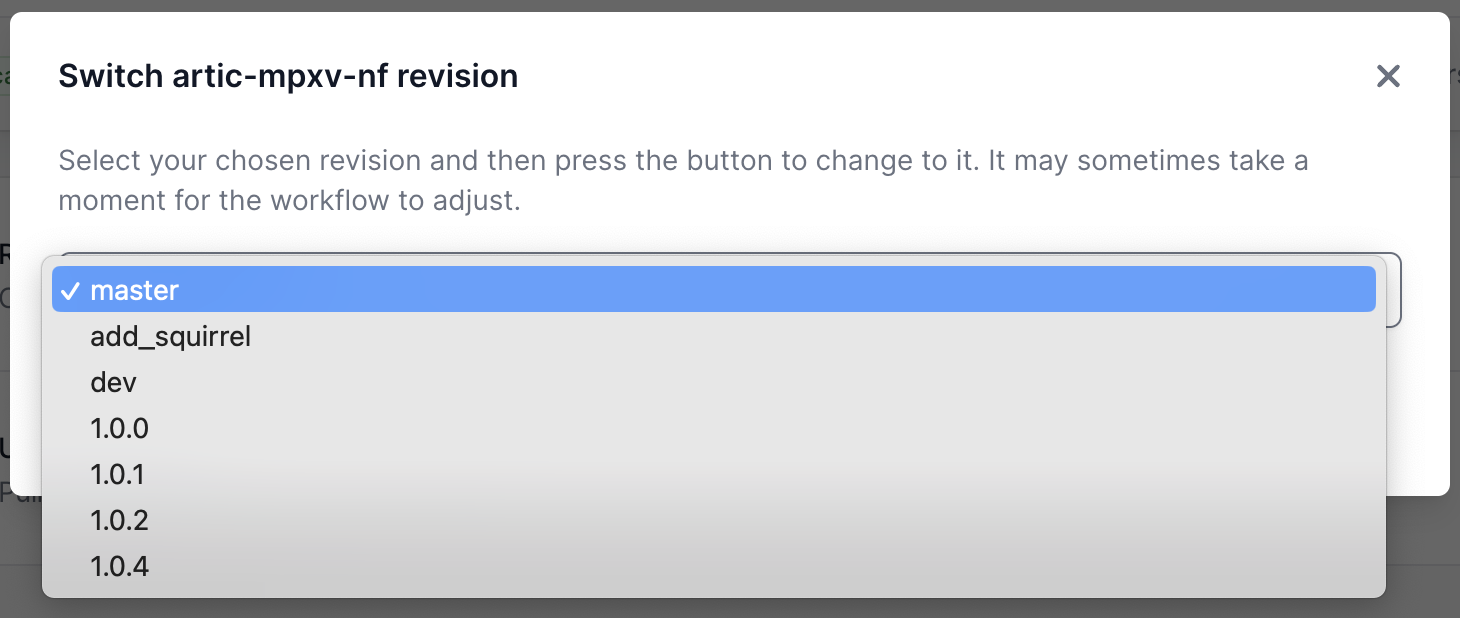 Switch artic-mpxv-nf revision
Select your chosen revision and then press the button to change to it. It may sometimes take a
moment for the workflow to adjust.
✓ master
add_squirrel
dev
1.0.0
1.0.1
1.0.2
1.0.4